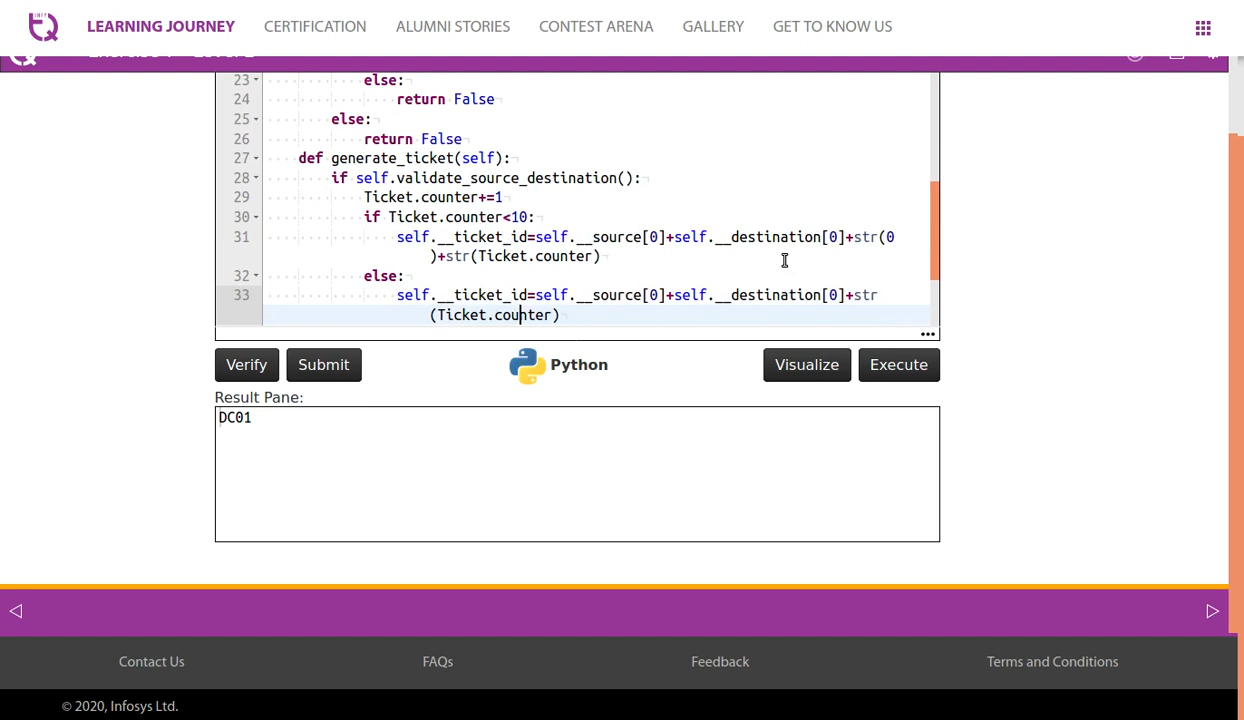 LEARNING JOURNEY CERTIFICATION ALUMNI STORIES CONTEST ARENA GALLERY GET TO KNOW US
23 else:
24 return False
25 else:
26 return False
27 def generate_ticket(self):
28 if self.validate_source_destination():
29 Ticket.counter+=1
30 if Ticket.counter<10:
31 self.__ticket_id=self.__source[0]+self.__destination[0]+str(0
)+str(Ticket.counter)
32 else:
33 self.__ticket_id=self.__source[0]+self.__destination[0]+str
(Ticket.counter)
Verify Submit Python Visualize Execute
Result Pane:
DC01
Contact Us FAQs Feedback Terms and Conditions
© 2020, Infosys Ltd.